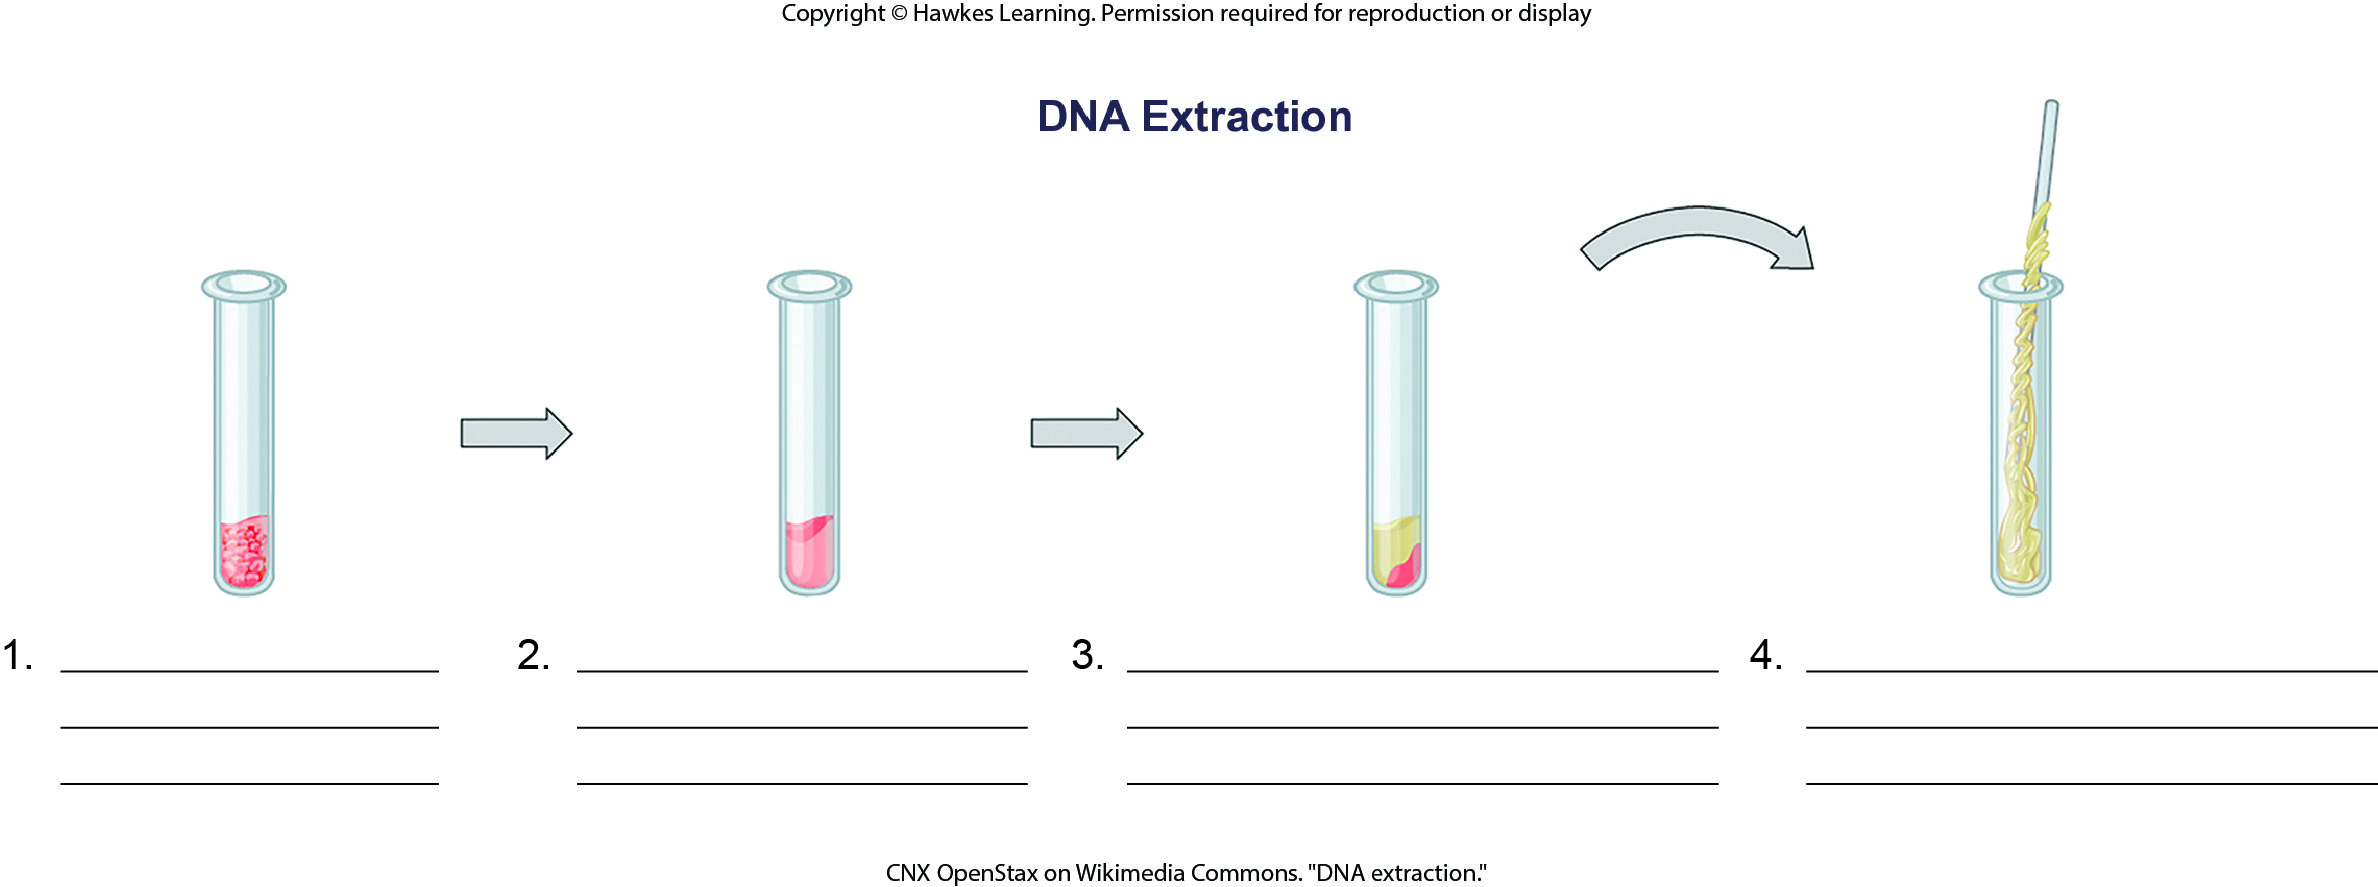 Copyright © Hawkes Learning. Permission required for reproduction or display
DNA Extraction
1.
2.
3.
4.
CNX OpenStax on Wikimedia Commons. "DNA extraction."